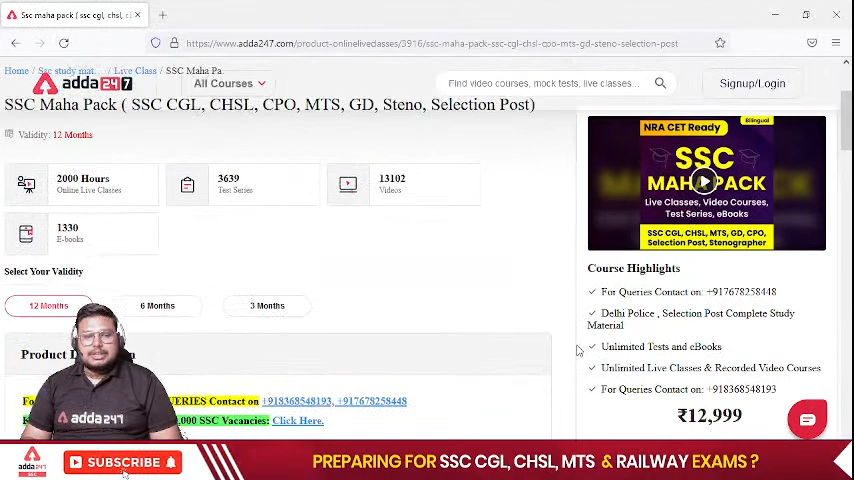 Ssc maha pack ( ssc cgl, chsl, c
https://www.adda247.com/product-onlinelivedasses/3916/ssc-maha-pack-ssc-cgl-chsl-cpo-mts-gd-steno-selection-post
Home / Ssc study mat... / Live Class / SSC Maha Pa
adda247
All Courses
Find video courses, mock tests, live classes...
Signup/Login
SSC Maha Pack ( SSC CGL, CHSL, CPO, MTS, GD, Steno, Selection Post)
Validity: 12 Months
2000 Hours
Online Live Classes
3639
Test Series
13102
Videos
1330
E-books
Select Your Validity
12 Months
6 Months
3 Months
Product D
on
QUERIES Contact on +918368548193, +917678258448
,000 SSC Vacancies: Click Here.
NRA CET Ready
Bilingual
SSC
MAHA PACK
Live Classes, Video Courses,
Test Series, eBooks
SSC CGL, CHSL, MTS, GD, CPO,
Selection Post, Stenographer
Course Highlights
For Queries Contact on: +917678258448
Delhi Police , Selection Post Complete Study
Material
Unlimited Tests and eBooks
Unlimited Live Classes & Recorded Video Courses
For Queries Contact on: +918368548193
₹12,999
adda247
adda247
SUBSCRIBE
PREPARING FOR SSC CGL, CHSL, MTS & RAILWAY EXAMS ?